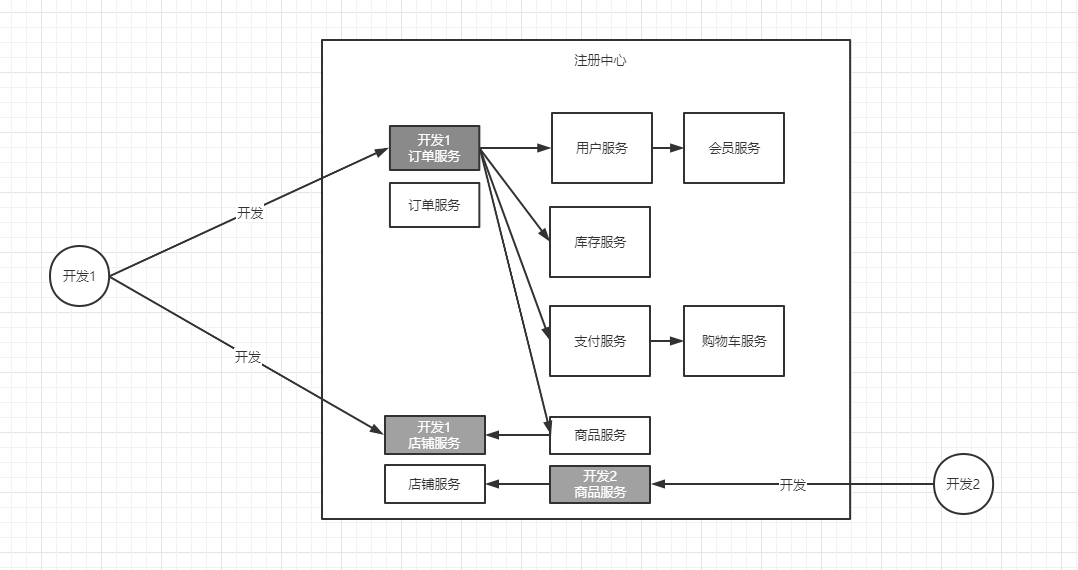 注册中心
开发1
订单服务
用户服务
会员服务
订单服务
开发
库存服务
开发1
支付服务
购物车服务
开发
开发1
店铺服务
商品服务
店铺服务
开发2
商品服务
开发
开发2